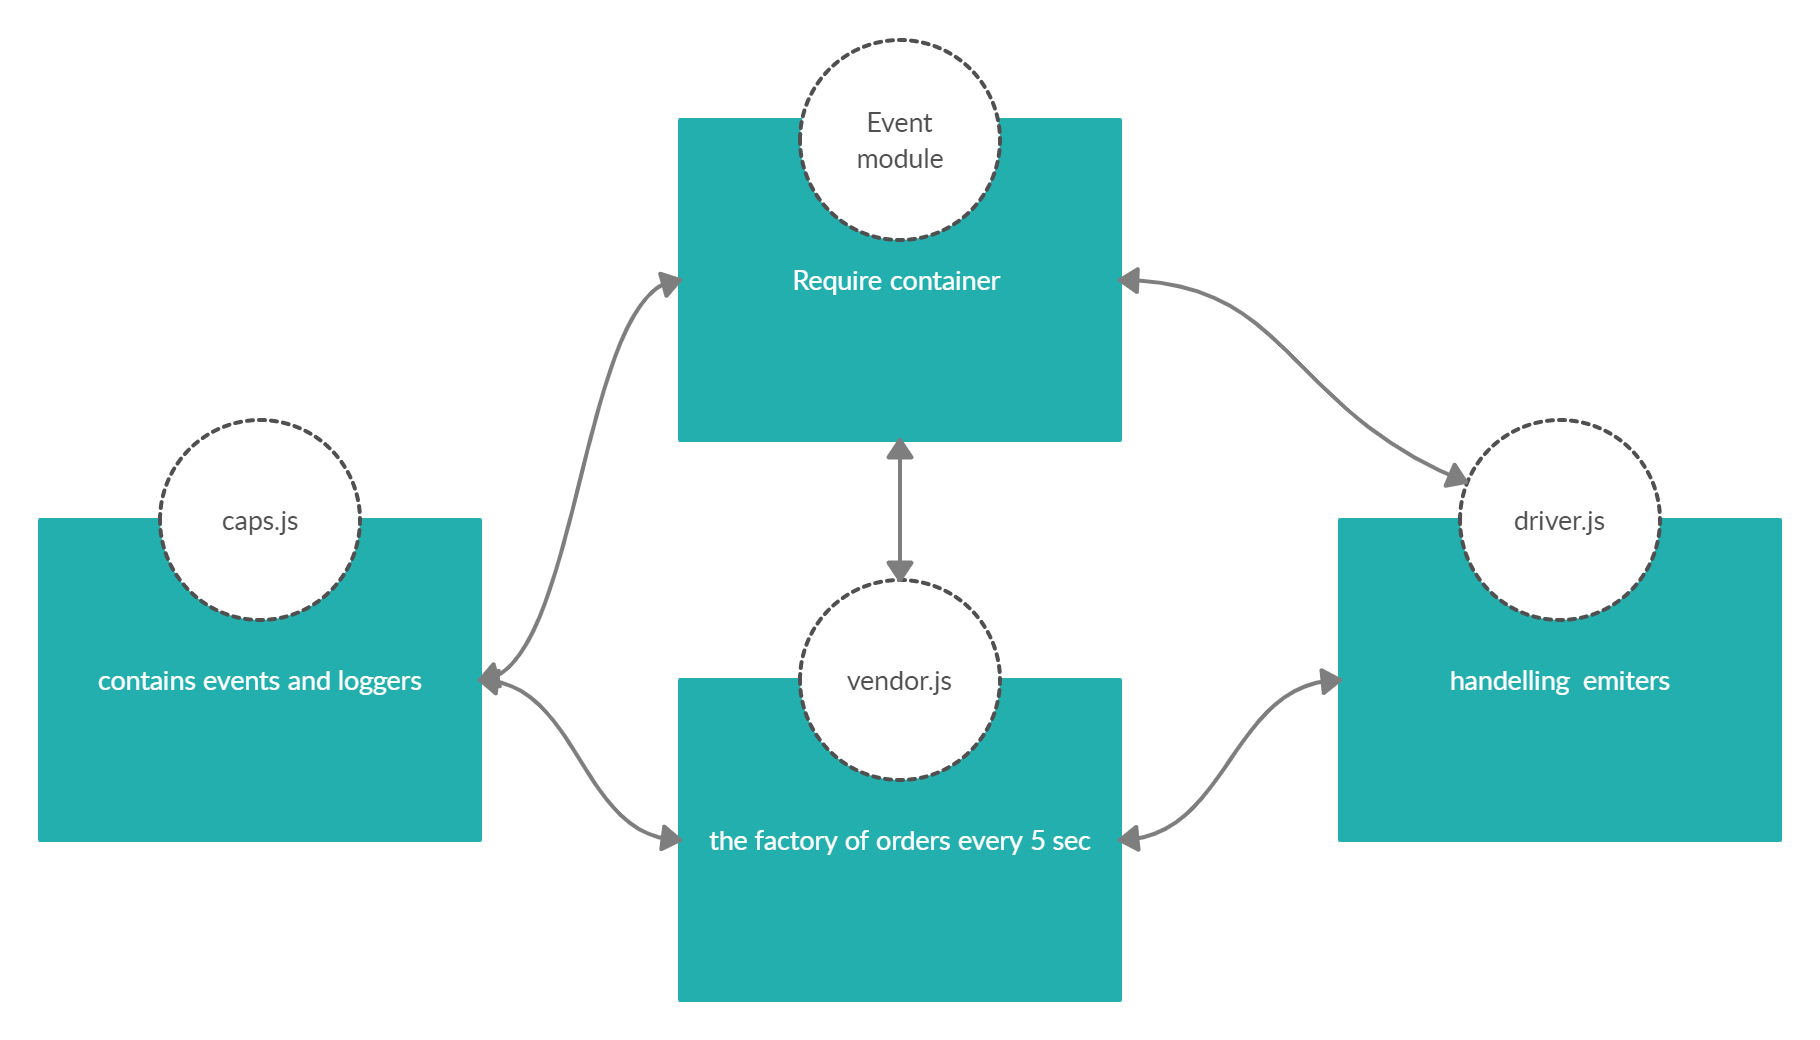 Event
module
Require container
caps.js
contains events and loggers
vendor.js
the factory of orders every 5 sec
driver.js
handelling  emiters